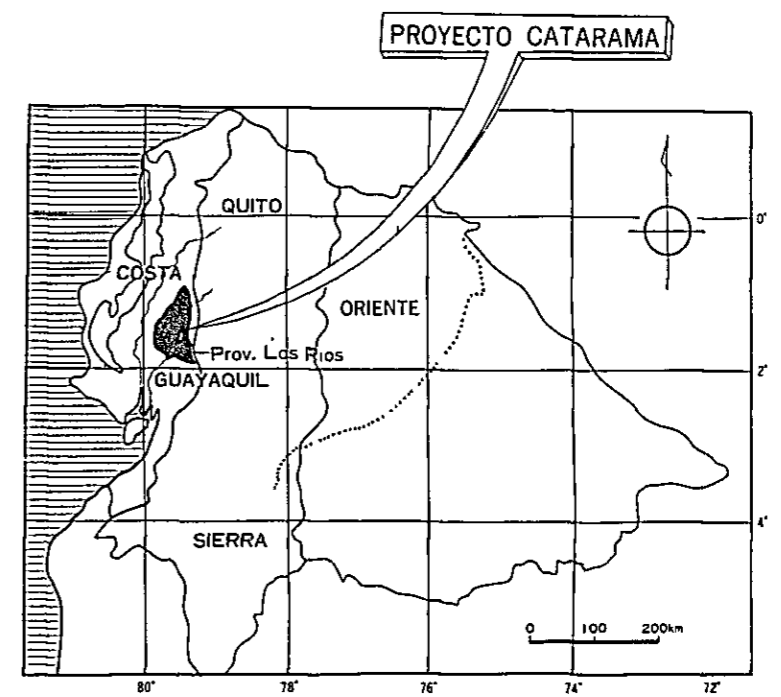 PROYECTO CATARAMA
QUITO
0°
COSTA
ORIENTE
Prov. Los Rios
GUAYAQUIL
2°
SIERRA
4°
0 100 200km
80° 78° 76° 74° 72°